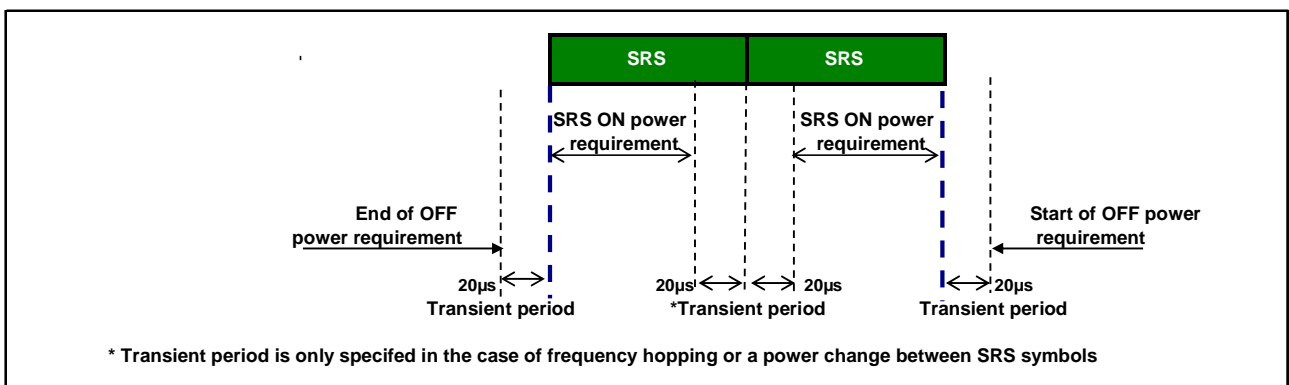 SRS SRS
SRS ON power
requirement
SRS ON power
requirement
End of OFF
power requirement
Start of OFF power
requirement
20µs 20µs 20µs 20µs
Transient period *Transient period Transient period
* Transient period is only specifed in the case of frequency hopping or a power change between SRS symbols